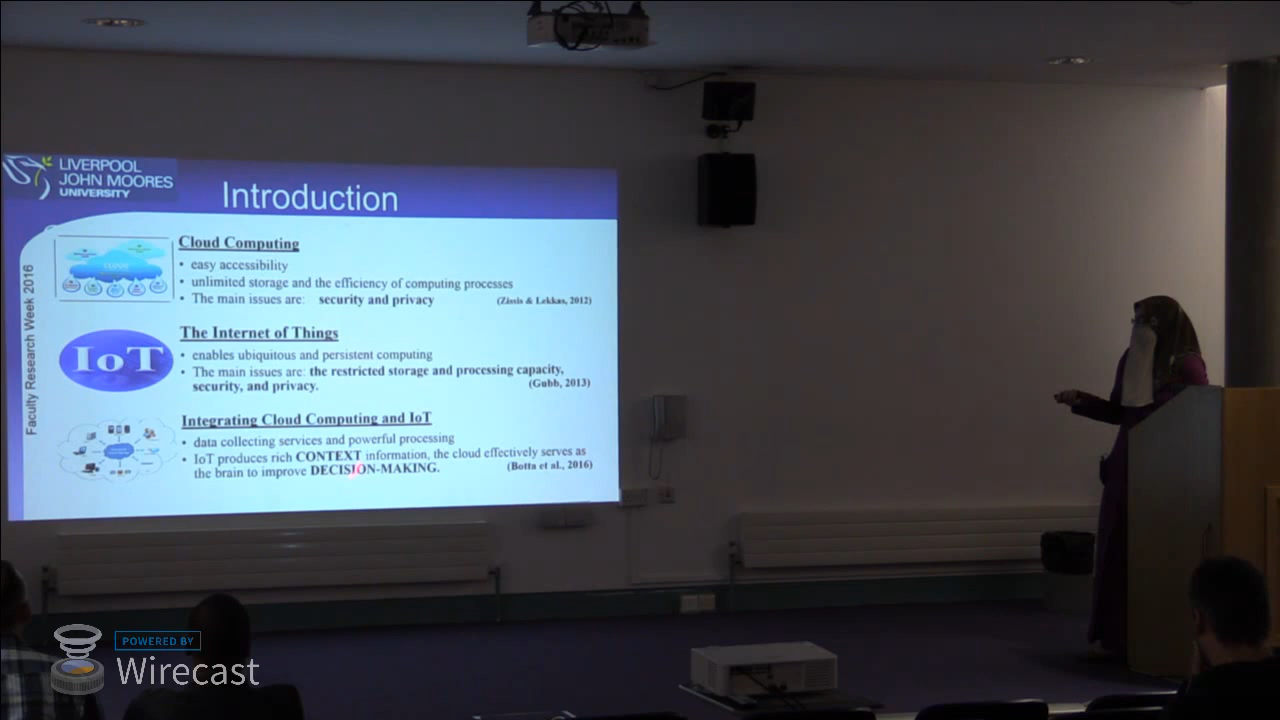 LIVERPOOL
JOHN MOORES
UNIVERSITY
Introduction
Faculty Research Week 2016
Cloud Computing
• easy accessibility
• unlimited storage and the efficiency of computing processes
• The main issues are: security and privacy (Zissis & Lekkas, 2012)
CLOUD
The Internet of Things
IoT
• enables ubiquitous and persistent computing
• The main issues are: the restricted storage and processing capacity,
security, and privacy. (Gubb, 2013)
Integrating Cloud Computing and IoT
• data collecting services and powerful processing
• IoT produces rich CONTEXT information, the cloud effectively serves as
the brain to improve DECISION-MAKING. (Botta et al., 2016)
POWERED BY
Wirecast